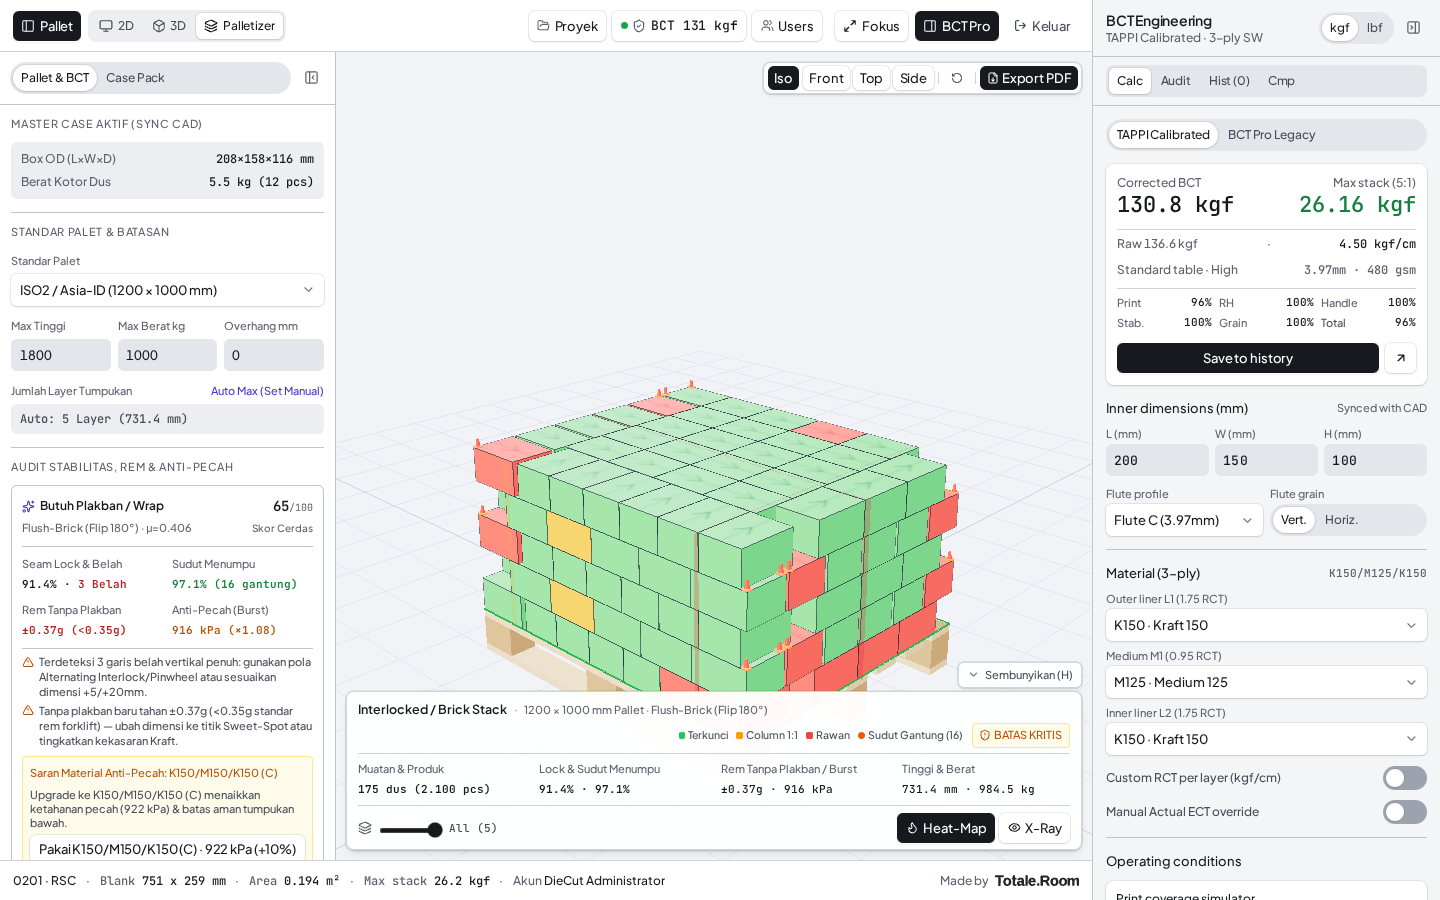 Pallet
2D
3D
Palletizer
Proyek
BCT 131 kgf
Users
Fokus
BCT Pro
Keluar
Pallet & BCT
Case Pack
MASTER CASE AKTIF (SYNC CAD)
Box OD (L×W×D) 208×158×116 mm
Berat Kotor Dus 5.5 kg (12 pcs)
STANDAR PALET & BATASAN
Standar Palet
ISO2 / Asia-ID (1200 × 1000 mm)
Max Tinggi Max Berat kg Overhang mm
1800 1000 0
Jumlah Layer Tumpukan Auto Max (Set Manual)
Auto: 5 Layer (731.4 mm)
AUDIT STABILITAS, REM & ANTI-PECAH
Butuh Plakban / Wrap 65/100
Flush-Brick (Flip 180°) · μ=0.406 Skor Cerdas
Seam Lock & Belah Sudut Menumpu
91.4% · 3 Belah 97.1% (16 gantung)
Rem Tanpa Plakban Anti-Pecah (Burst)
±0.37g (<0.35g) 916 kPa (×1.08)
Terdeteksi 3 garis belah vertikal penuh: gunakan pola
Alternating Interlock/Pinwheel atau sesuaikan
dimensi +5/+20mm.
Tanpa plakban baru tahan ±0.37g (<0.35g standar
rem forklift) — ubah dimensi ke titik Sweet-Spot atau
tingkatkan kekasaran Kraft.
Saran Material Anti-Pecah: K150/M150/K150 (C)
Upgrade ke K150/M150/K150 (C) menaikkan
ketahanan pecah (922 kPa) & batas aman tumpukan
bawah.
Pakai K150/M150/K150 (C) · 922 kPa (+10%)
Iso
Front
Top
Side
Export PDF
Sembunyikan (H)
Interlocked / Brick Stack · 1200 × 1000 mm Pallet · Flush-Brick (Flip 180°)
Terkunci Column 1:1 Rawan Sudut Gantung (16) BATAS KRITIS
Muatan & Produk Lock & Sudut Menumpu Rem Tanpa Plakban / Burst Tinggi & Berat
175 dus (2.100 pcs) 91.4% · 97.1% ±0.37g · 916 kPa 731.4 mm · 984.5 kg
All (5)
Heat-Map
X-Ray
BCT Engineering
TAPPI Calibrated · 3-ply SW
kgf lbf
Calc Audit Hist (0) Cmp
TAPPI Calibrated BCT Pro Legacy
Corrected BCT Max stack (5:1)
130.8 kgf 26.16 kgf
Raw 136.6 kgf · 4.50 kgf/cm
Standard table · High 3.97mm · 480 gsm
Print 96% RH 100% Handle 100%
Stab. 100% Grain 100% Total 96%
Save to history
Inner dimensions (mm) Synced with CAD
L (mm) W (mm) H (mm)
200 150 100
Flute profile Flute grain
Flute C (3.97mm) Vert. Horiz.
Material (3-ply) K150/M125/K150
Outer liner L1 (1.75 RCT)
K150 · Kraft 150
Medium M1 (0.95 RCT)
M125 · Medium 125
Inner liner L2 (1.75 RCT)
K150 · Kraft 150
Custom RCT per layer (kgf/cm)
Manual Actual ECT override
Operating conditions
Print coverage simulator
0201 · RSC · Blank 751 x 259 mm · Area 0.194 m² · Max stack 26.2 kgf · Akun DieCut Administrator
Made by Totale.Room